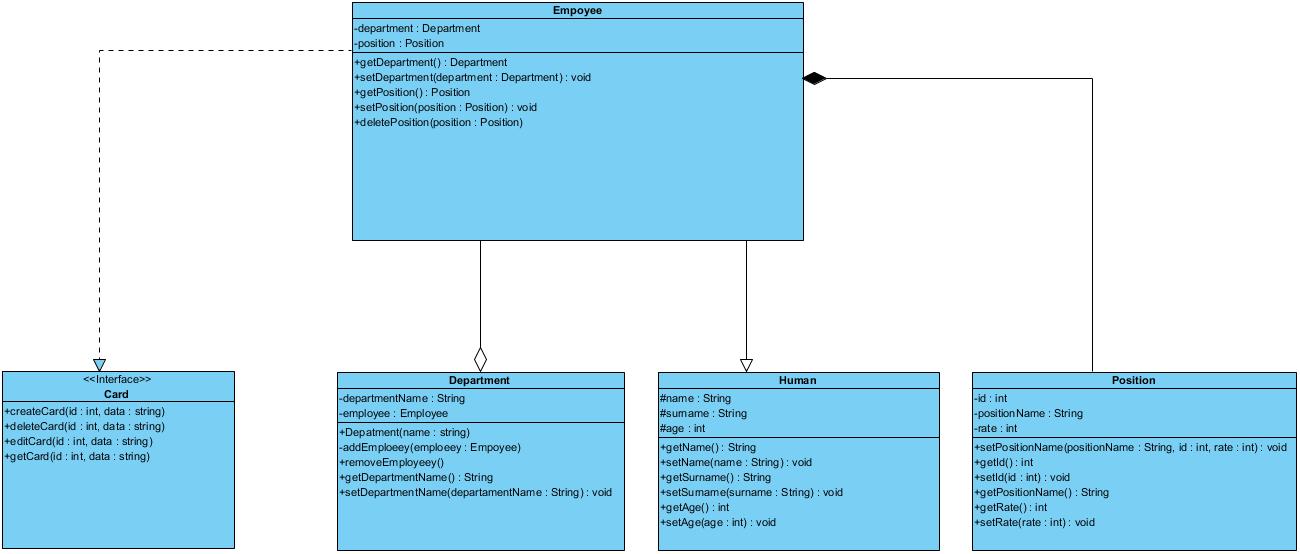 Empoyee
-department : Department
-position : Position
+getDepartment() : Department
+setDepartment(department : Department) : void
+getPosition() : Position
+setPosition(position : Position) : void
+deletePosition(position : Position)
<<Interface>>
Card
+createCard(id : int, data : string)
+deleteCard(id : int, data : string)
+editCard(id : int, data : string)
+getCard(id : int, data : string)
Department
-departmentName : String
-employee : Employee
+Depatment(name : string)
-addEmploeey(emploeey : Empoyee)
+removeEmployeey()
+getDepartmentName() : String
+setDepartmentName(departamentName : String) : void
Human
#name : String
#surname : String
#age : int
+getName() : String
+setName(name : String) : void
+getSurname() : String
+setSurname(surname : String) : void
+getAge() : int
+setAge(age : int) : void
Position
-id : int
-positionName : String
-rate : int
+setPositionName(positionName : String, id : int, rate : int) : void
+getId() : int
+setId(id : int) : void
+getPositionName() : String
+getRate() : int
+setRate(rate : int) : void